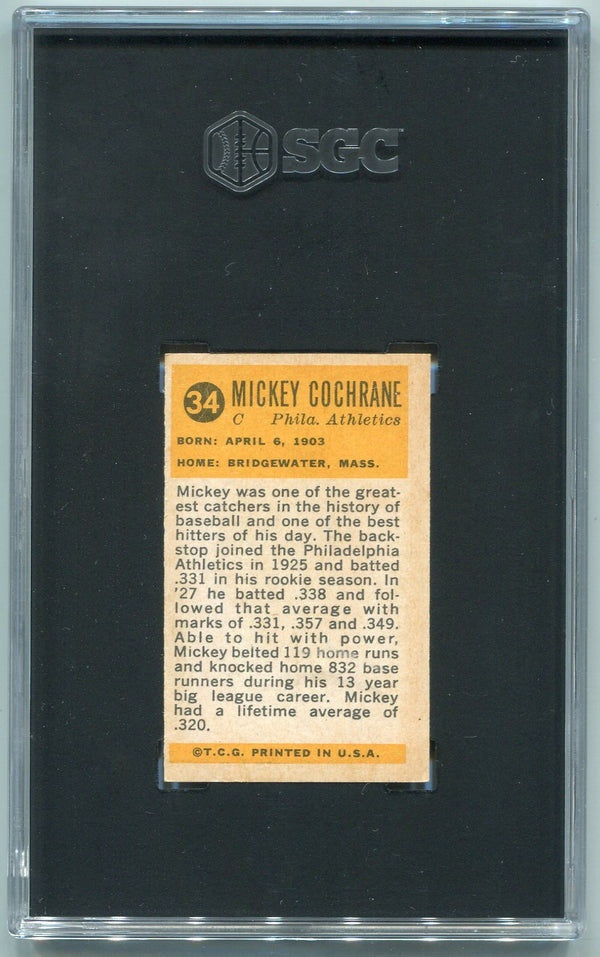 SGC
34 MICKEY COCHRANE
C Phila. Athletics
BORN: APRIL 6, 1903
HOME: BRIDGEWATER, MASS.
Mickey was one of the great-
est catchers in the history of
baseball and one of the best
hitters of his day. The back-
stop joined the Philadelphia
Athletics in 1925 and batted
.331 in his rookie season. In
'27 he batted .338 and fol-
lowed that average with
marks of .331, .357 and .349.
Able to hit with power,
Mickey belted 119 home runs
and knocked home 832 base
runners during his 13 year
big league career. Mickey
had a lifetime average of
.320.
©T.C.G. PRINTED IN U.S.A.